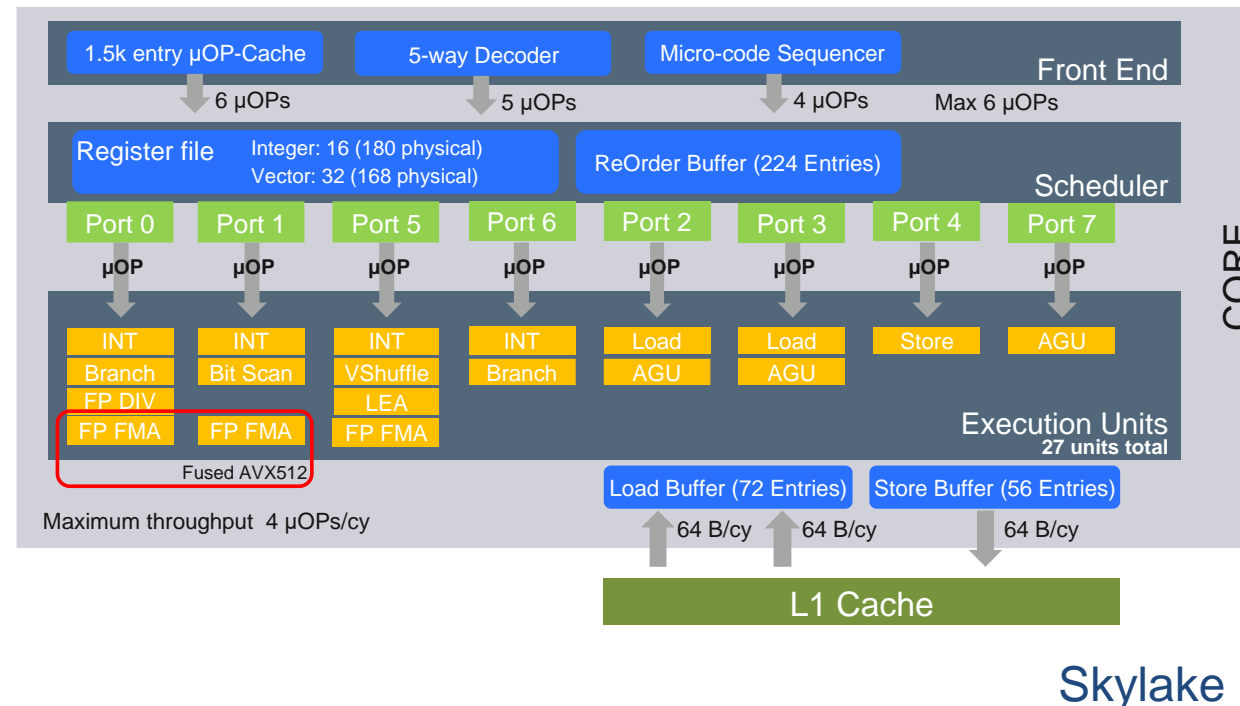 1.5k entry µOP-Cache
5-way Decoder
Micro-code Sequencer
Front End
6 µOPs
5 µOPs
4 µOPs
Max 6 µOPs
Register file
Integer: 16 (180 physical)
Vector: 32 (168 physical)
ReOrder Buffer (224 Entries)
Scheduler
Port 0
Port 1
Port 5
Port 6
Port 2
Port 3
Port 4
Port 7
µOP
µOP
µOP
µOP
µOP
µOP
µOP
µOP
INT
INT
INT
INT
Load
Load
Store
AGU
Branch
Bit Scan
VShuffle
Branch
AGU
AGU
FP DIV
LEA
FP FMA
FP FMA
FP FMA
Execution Units
27 units total
Fused AVX512
Load Buffer (72 Entries)
Store Buffer (56 Entries)
Maximum throughput 4 µOPs/cy
64 B/cy
64 B/cy
64 B/cy
L1 Cache
CORE
Skylake